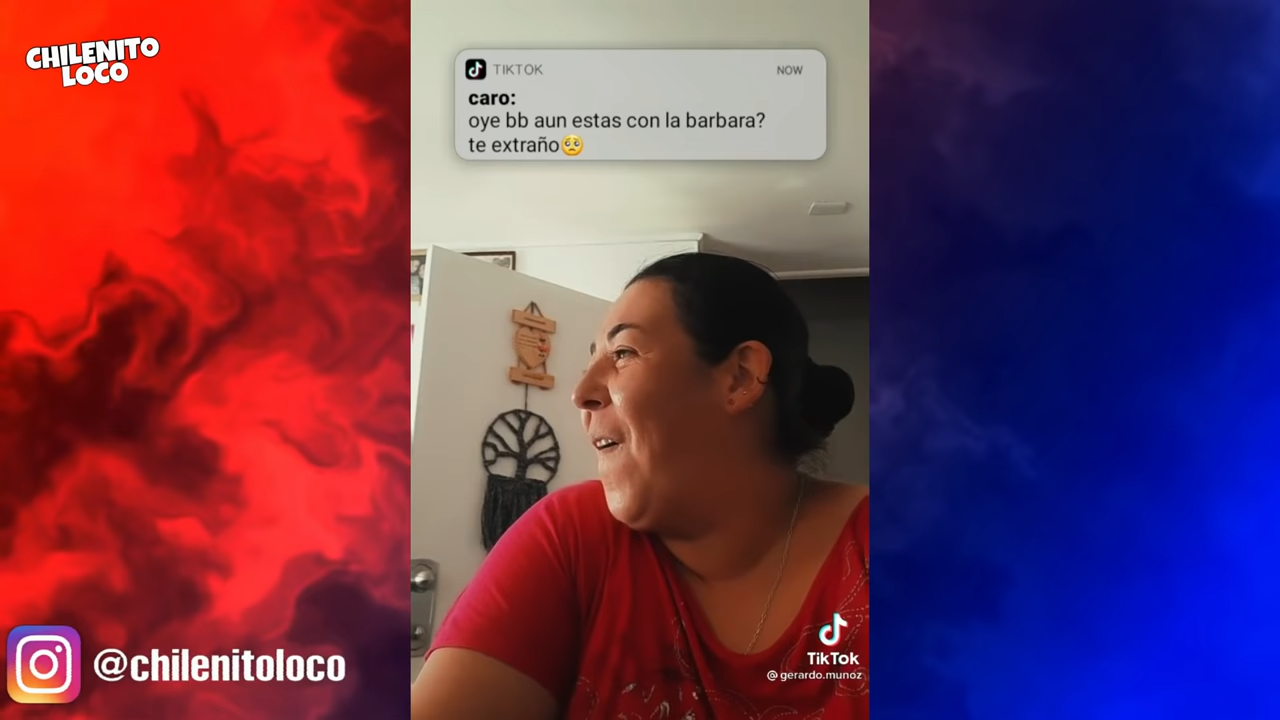 CHILENITO
LOCO
TIKTOK
NOW
caro:
oye bb aun estas con la barbara?
te extraño🥺
TikTok
@gerardo.munoz
@chilenitoloco